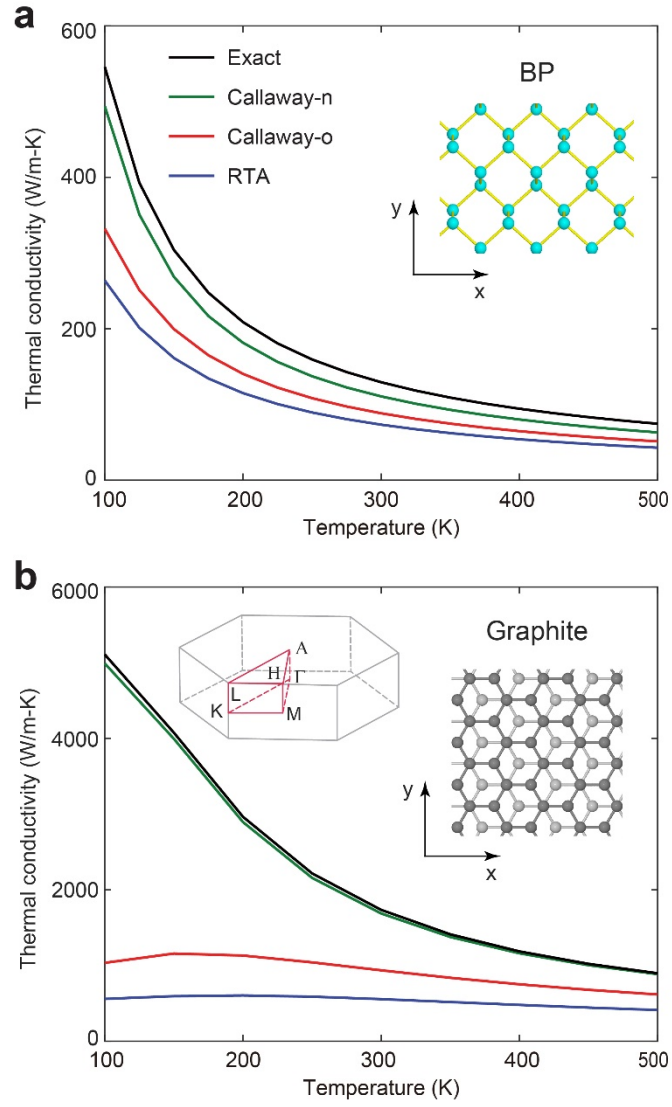 a
600
400
200
0
Thermal conductivity (W/m-K)
Exact
Callaway-n
Callaway-o
RTA
BP
y
x
100
200
300
400
500
Temperature (K)
b
6000
4000
2000
0
Thermal conductivity (W/m-K)
A
H
Γ
L
K
M
Graphite
y
x
100
200
300
400
500
Temperature (K)